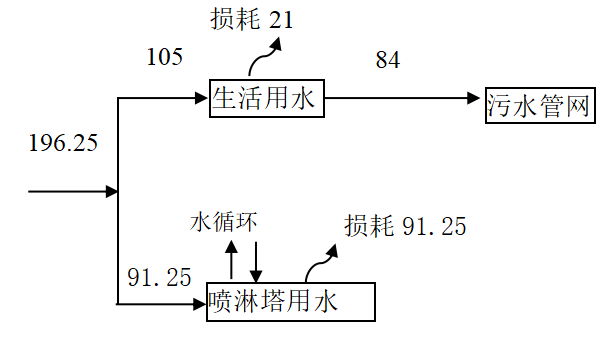 损耗 21
105
84
生活用水
污水管网
196.25
水循环
损耗 91.25
91.25
喷淋塔用水